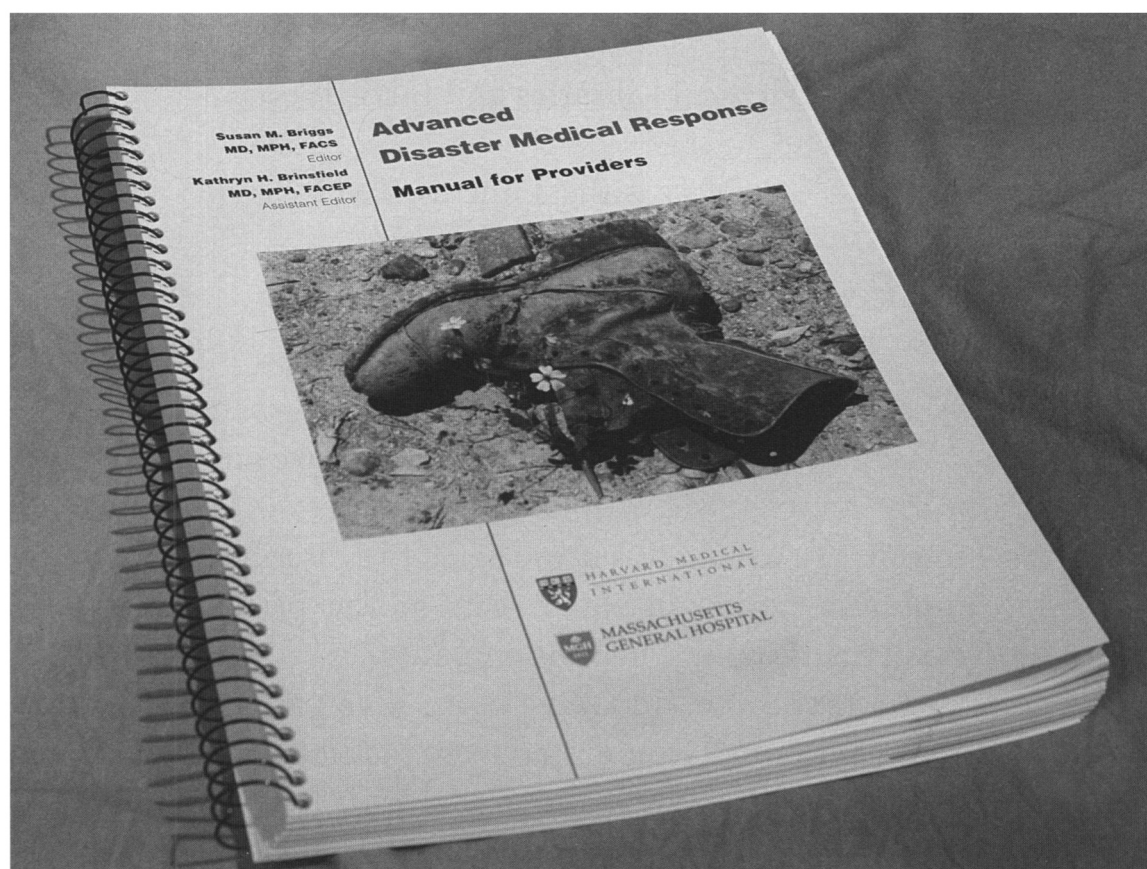 Susan M. Briggs
MD, MPH, FACS
Editor
Kathryn H. Brinsfield
MD, MPH, FACEP
Assistant Editor
Advanced
Disaster Medical Response
Manual for Providers
HARVARD MEDICAL
INTERNATIONAL
MGH
MASSACHUSETTS
GENERAL HOSPITAL